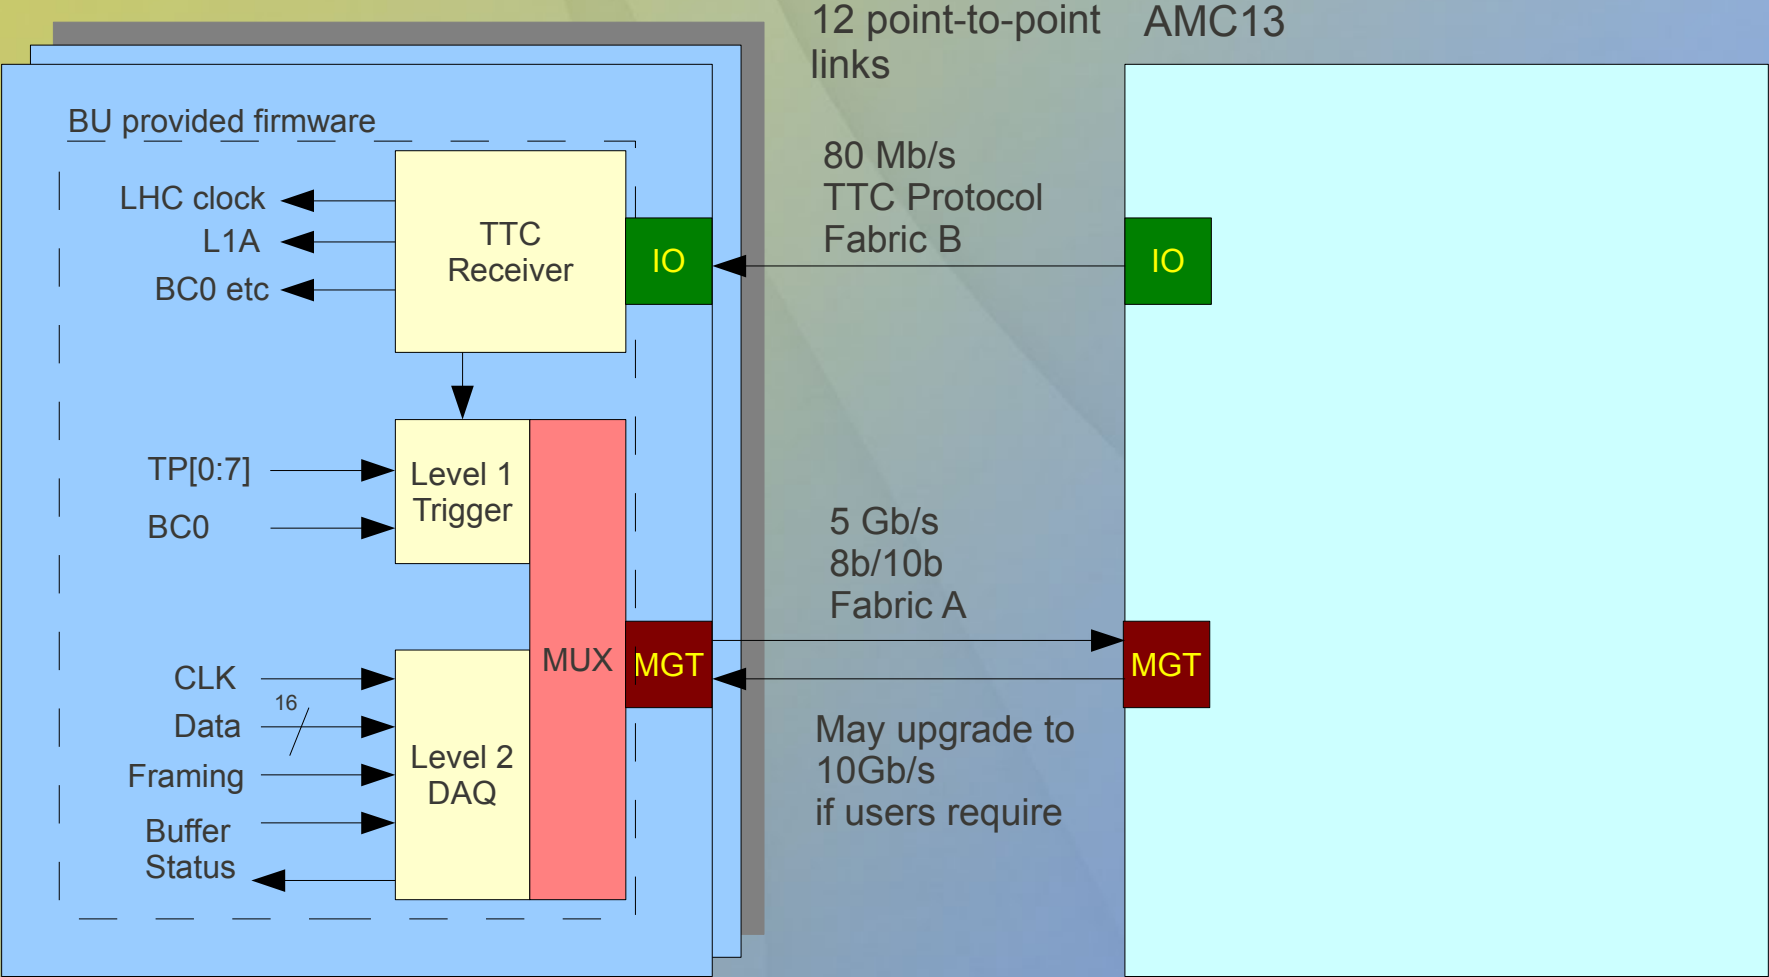 12 point-to-point
links
AMC13
BU provided firmware
LHC clock
L1A
BC0 etc
TTC
Receiver
IO
80 Mb/s
TTC Protocol
Fabric B
IO
TP[0:7]
BC0
Level 1
Trigger
5 Gb/s
8b/10b
Fabric A
CLK
16
Data
Framing
Buffer
Status
Level 2
DAQ
MUX
MGT
MGT
May upgrade to
10Gb/s
if users require